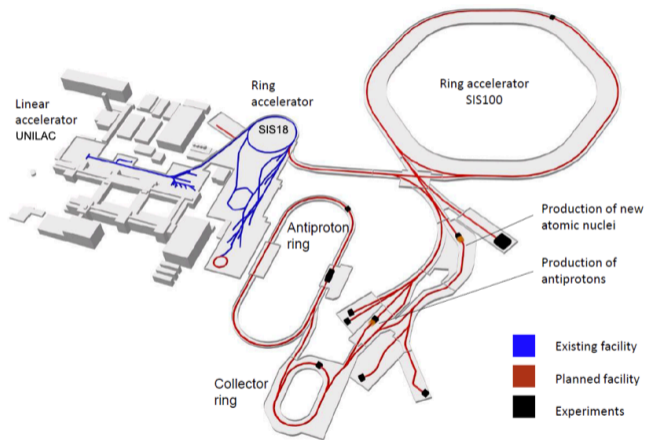 Ring accelerator
SIS100
Ring
accelerator
Linear
accelerator
UNILAC
SIS18
Production of new
atomic nuclei
Antiproton
ring
Production of
antiprotons
Existing facility
Collector
ring
Planned facility
Experiments